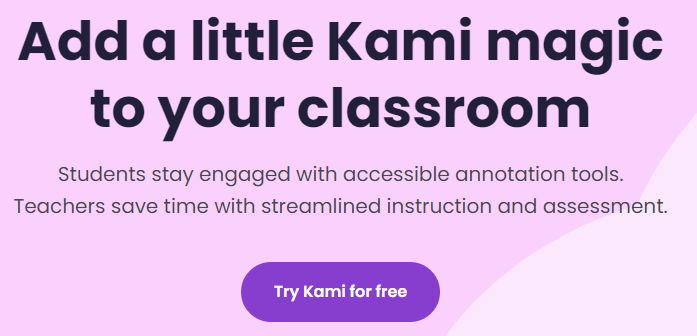 Add a little Kami magic
to your classroom
Students stay engaged with accessible annotation tools.
Teachers save time with streamlined instruction and assessment.
Try Kami for free